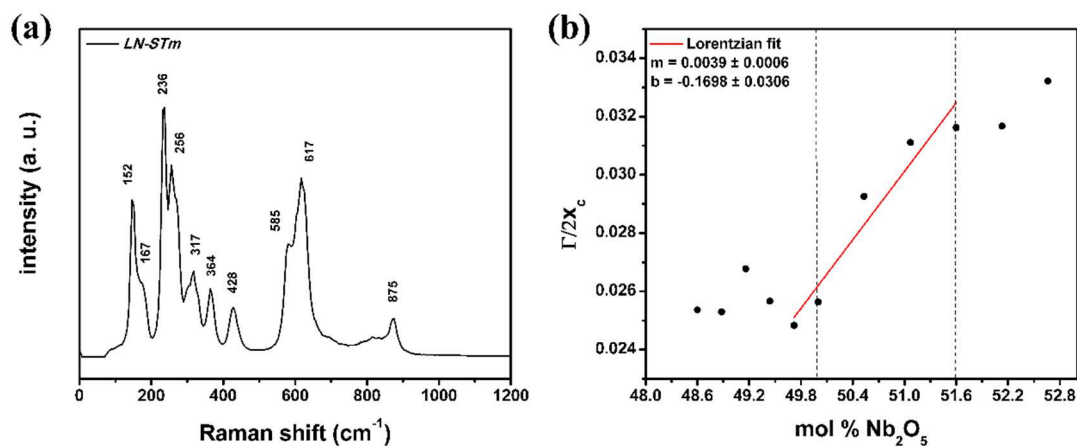 (a)
LN-STm
152
167
236
256
317
364
428
585
617
875
intensity (a. u.)
0 200 400 600 800 1000 1200
Raman shift (cm⁻¹)
(b)
Lorentzian fit
m = 0.0039 ± 0.0006
b = -0.1698 ± 0.0306
0.034
0.032
0.030
0.028
0.026
0.024
Γ/2x_c
48.0 48.6 49.2 49.8 50.4 51.0 51.6 52.2 52.8
mol % Nb₂O₅